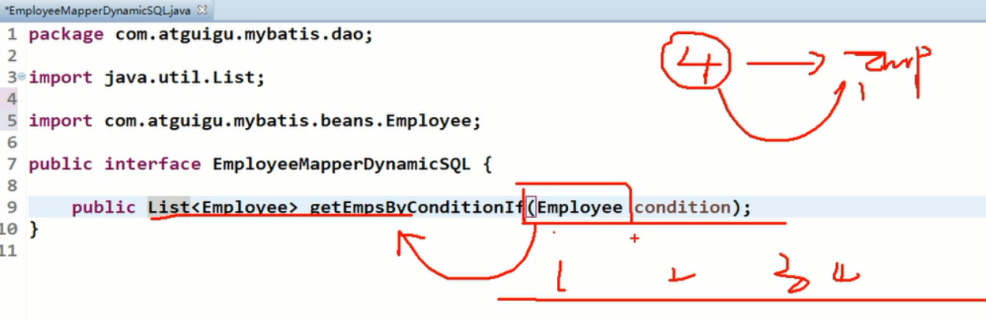 *EmployeeMapperDynamicSQL.java
1 package com.atguigu.mybatis.dao;
2
3 import java.util.List;
4
5 import com.atguigu.mybatis.beans.Employee;
6
7 public interface EmployeeMapperDynamicSQL {
8
9 public List<Employee> getEmpsByConditionIf(Employee condition);
10 }
11
4
1 2 3 4